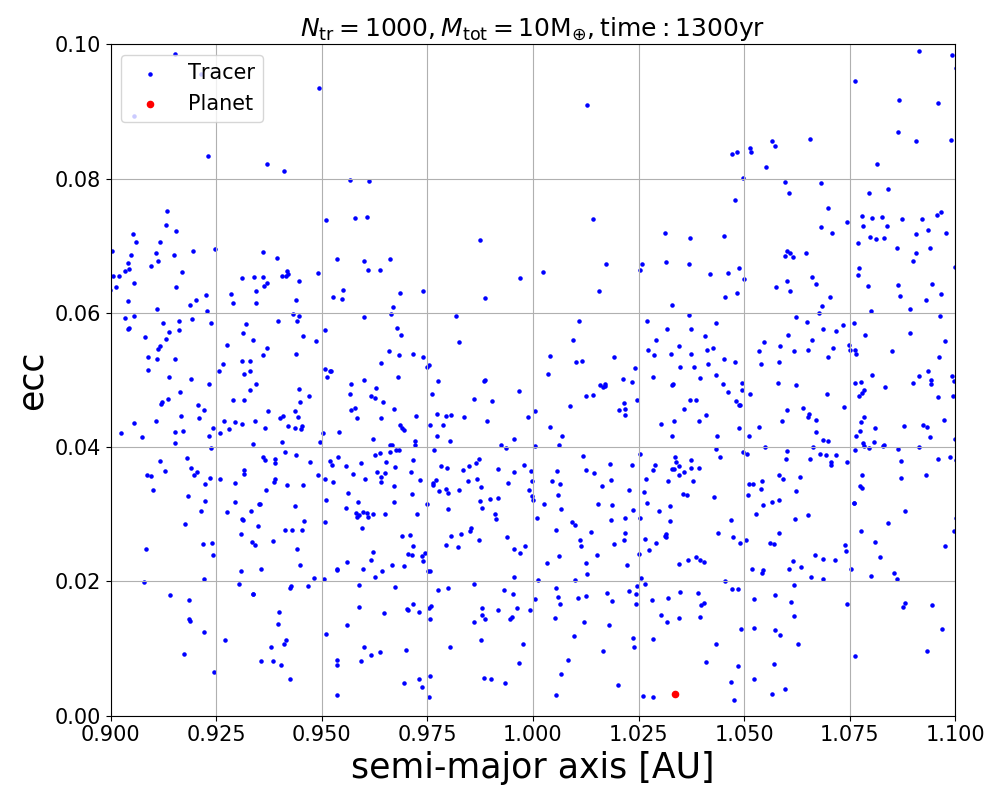 N_tr = 1000, M_tot = 10M_⊕, time : 1300yr
Tracer
Planet
0.10
0.08
0.06
0.04
0.02
0.00
ecc
0.900 0.925 0.950 0.975 1.000 1.025 1.050 1.075 1.100
semi-major axis [AU]